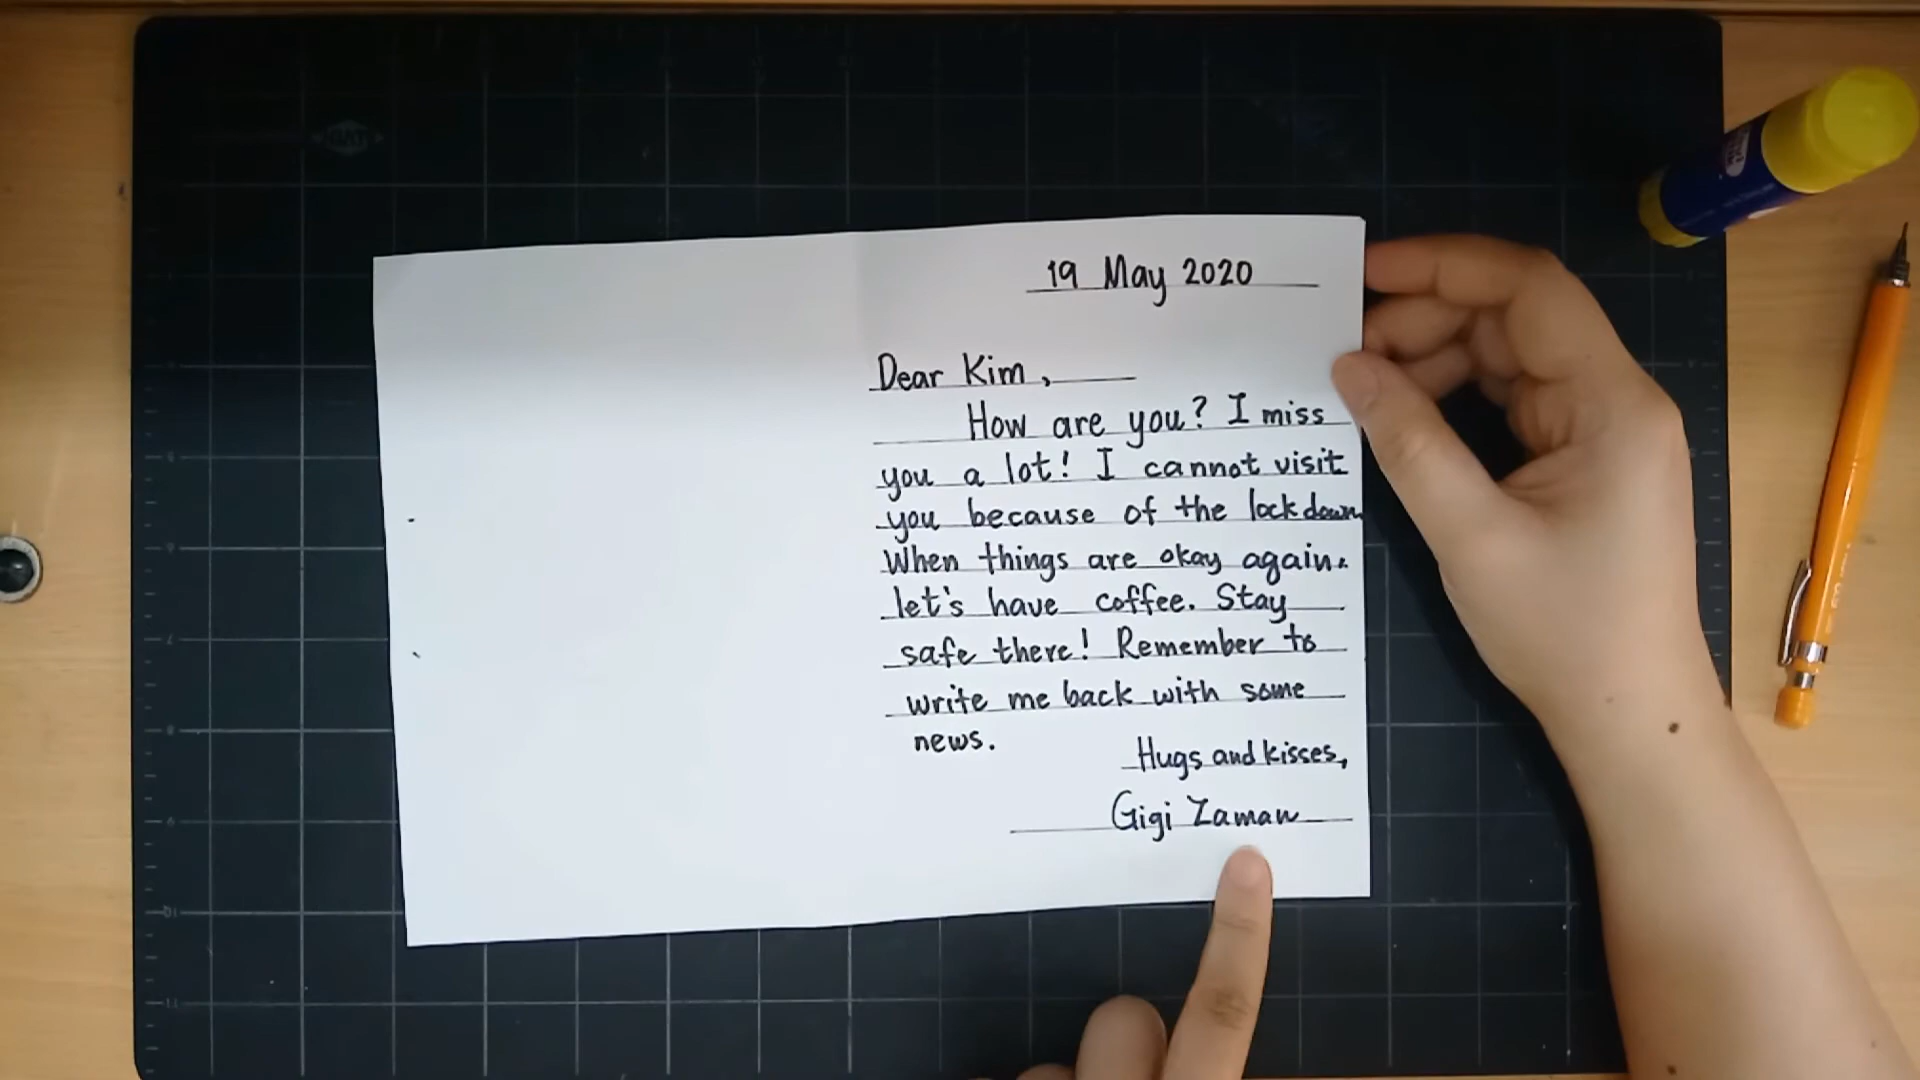 19 May 2020
Dear Kim,
How are you? I miss
you a lot! I cannot visit
you because of the lockdown
When things are okay again.
let's have coffee. Stay
safe there! Remember to
write me back with some
news.
Hugs and kisses,
Gigi Zaman